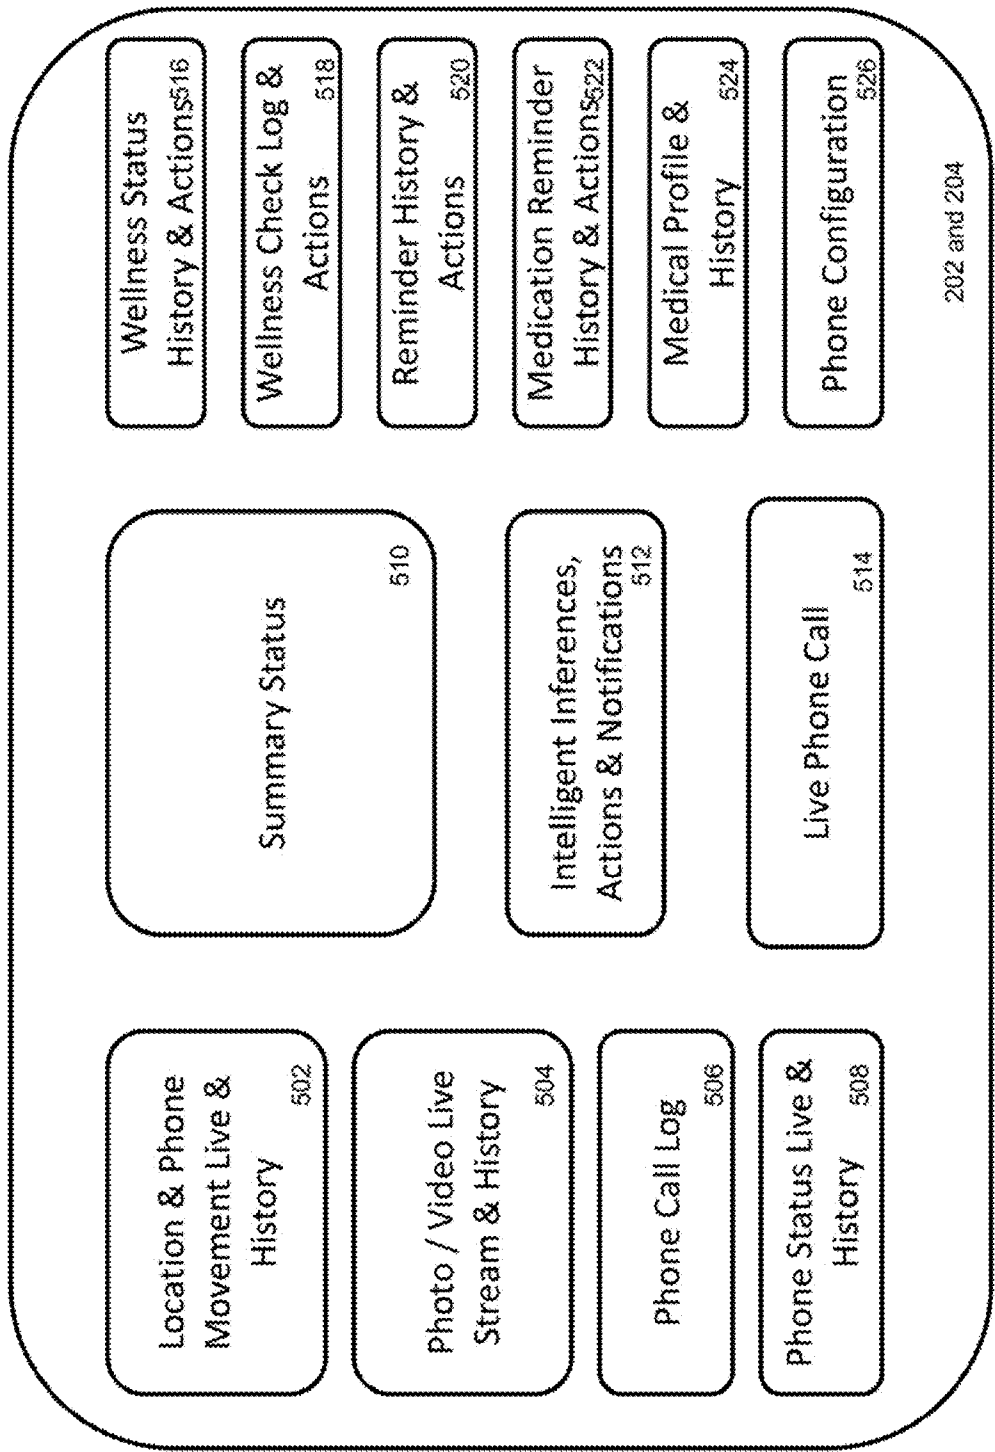 Location & Phone
Movement Live &
History
502
Photo / Video Live
Stream & History
504
Phone Call Log
506
Phone Status Live &
History
508
Summary Status
510
Intelligent Inferences,
Actions & Notifications
512
Live Phone Call
514
Wellness Status
History & Actions516
Wellness Check Log &
Actions 518
Reminder History &
Actions 520
Medication Reminder
History & Actions522
Medical Profile &
History 524
Phone Configuration
526
202 and 204